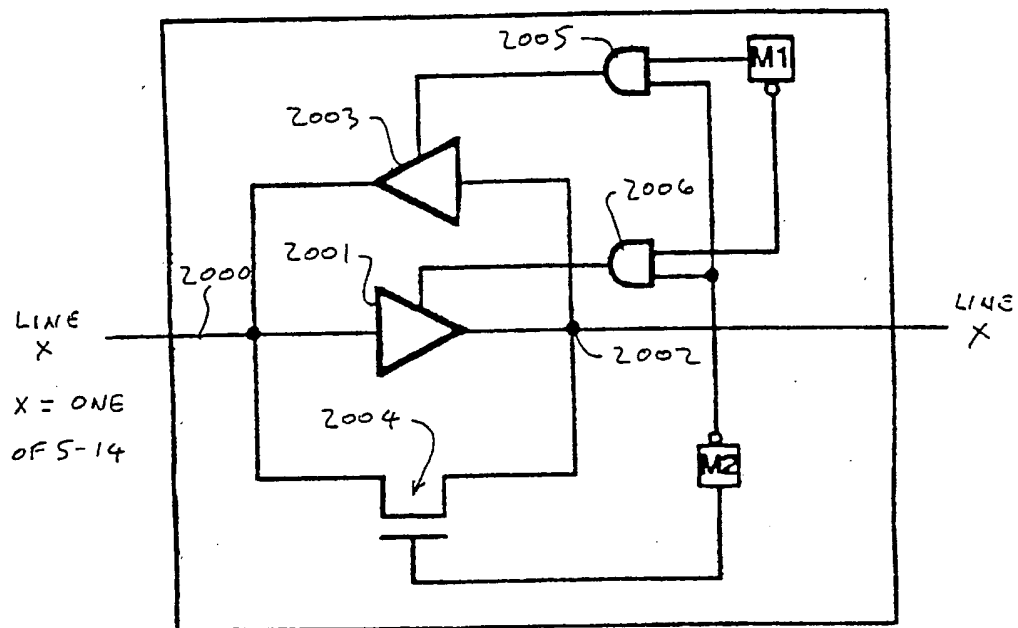 2005
M1
2003
2006
2001
2000
LINE
X
LINE
X
2002
X = ONE
OF 5-14
2004
M2